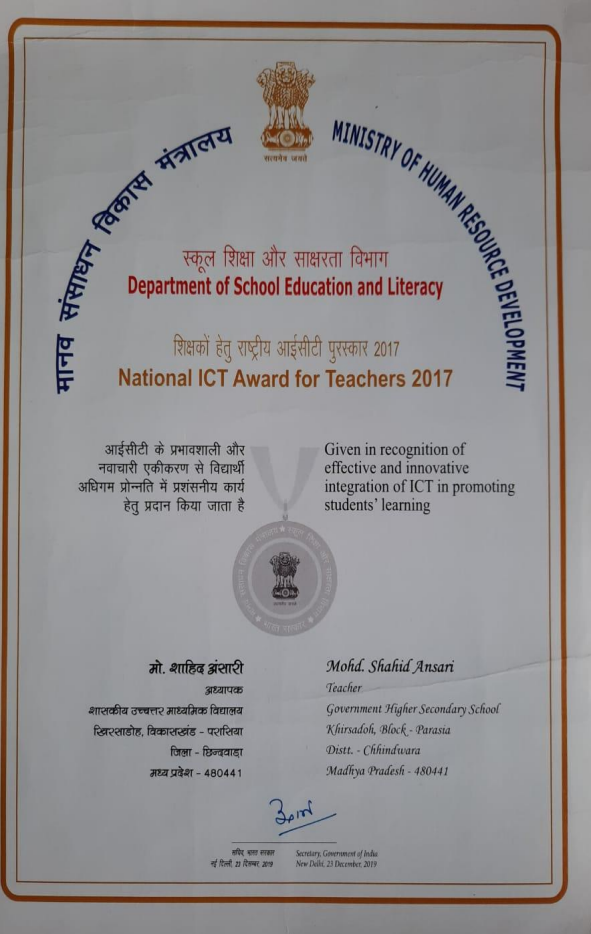 सत्यमेव जयते
मानव संसाधन विकास मंत्रालय
MINISTRY OF HUMAN RESOURCE DEVELOPMENT
स्कूल शिक्षा और साक्षरता विभाग
Department of School Education and Literacy
शिक्षकों हेतु राष्ट्रीय आईसीटी पुरस्कार 2017
National ICT Award for Teachers 2017
आईसीटी के प्रभावशाली और
नवाचारी एकीकरण से विद्यार्थी
अधिगम प्रोन्नति में प्रशंसनीय कार्य
हेतु प्रदान किया जाता है
Given in recognition of
effective and innovative
integration of ICT in promoting
students' learning
मो. शाहिद अंसारी
अध्यापक
शासकीय उच्चत्तर माध्यमिक विद्यालय
खिरसाडोह, विकासखंड - परासिया
जिला - छिन्दवाडा
मध्य प्रदेश - 480441
Mohd. Shahid Ansari
Teacher
Government Higher Secondary School
Khirsadoh, Block - Parasia
Distt. - Chhindwara
Madhya Pradesh - 480441
सचिव, भारत सरकार
नई दिल्ली, 23 दिसम्बर, 2019
Secretary, Government of India
New Delhi, 23 December, 2019